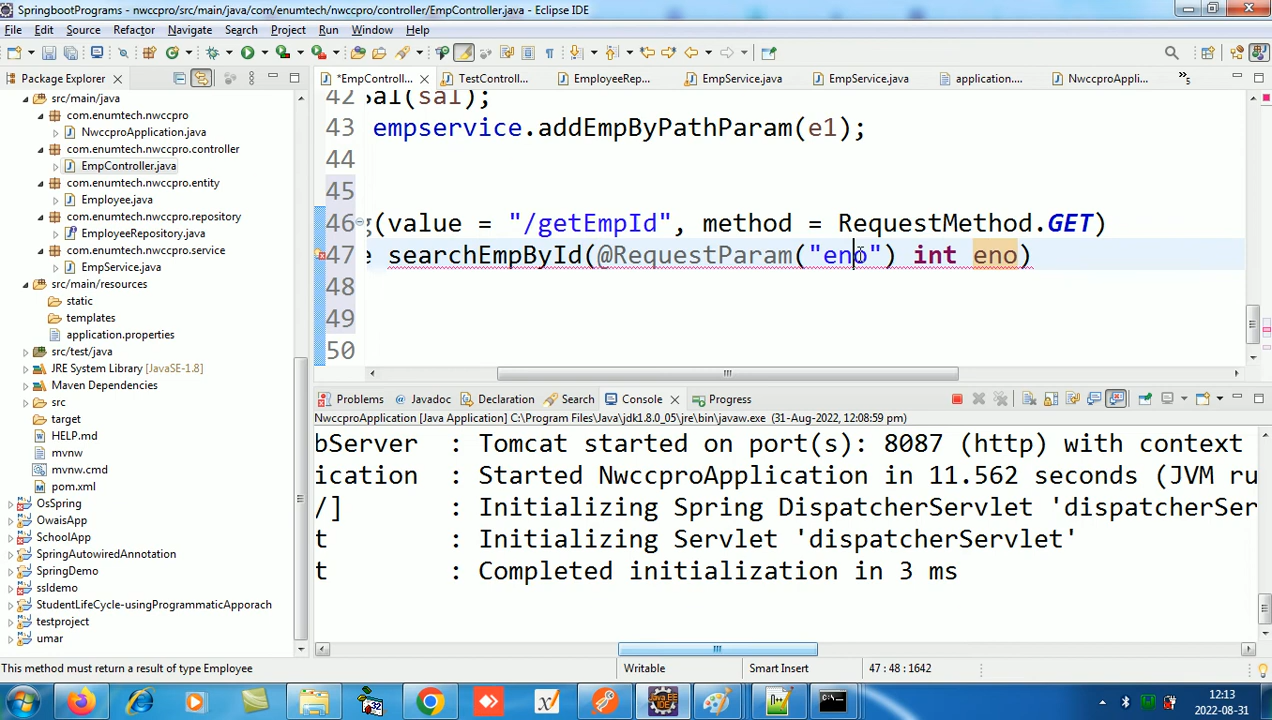 SpringbootPrograms - nwccpro/src/main/java/com/enumtech/nwccpro/controller/EmpController.java - Eclipse IDE
File Edit Source Refactor Navigate Search Project Run Window Help
Package Explorer
*EmpControll... TestControll... EmployeeRep... EmpService.java EmpService.java application.... NwccproAppli...
src/main/java
com.enumtech.nwccpro
NwccproApplication.java
com.enumtech.nwccpro.controller
EmpController.java
com.enumtech.nwccpro.entity
Employee.java
com.enumtech.nwccpro.repository
EmployeeRepository.java
com.enumtech.nwccpro.service
EmpService.java
src/main/resources
static
templates
application.properties
src/test/java
JRE System Library [JavaSE-1.8]
Maven Dependencies
src
target
HELP.md
mvnw
mvnw.cmd
pom.xml
OsSpring
OwaisApp
SchoolApp
SpringAutowiredAnnotation
SpringDemo
ssldemo
StudentLifeCycle-usingProgrammaticApporach
testproject
umar
42 .sal(sal);
43 empservice.addEmpByPathParam(e1);
44
45
46 g(value = "/getEmpId", method = RequestMethod.GET)
47 e searchEmpById(@RequestParam("eno") int eno)
48
49
50
Problems Javadoc Declaration Search Console Progress
NwccproApplication [Java Application] C:\Program Files\Java\jdk1.8.0_05\jre\bin\javaw.exe (31-Aug-2022, 12:08:59 pm)
bServer : Tomcat started on port(s): 8087 (http) with context
ication : Started NwccproApplication in 11.562 seconds (JVM ru
/] : Initializing Spring DispatcherServlet 'dispatcherServ
t : Initializing Servlet 'dispatcherServlet'
t : Completed initialization in 3 ms
This method must return a result of type Employee Writable Smart Insert 47 : 48 : 1642
12:13
2022-08-31